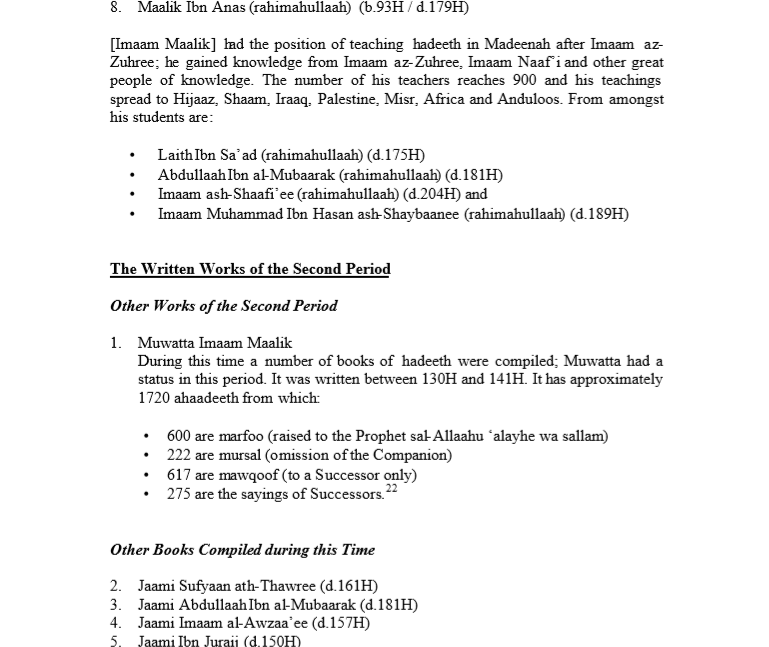 8. Maalik Ibn Anas (rahimahullaah) (b.93H / d.179H)
[Imaam Maalik] had the position of teaching hadeeth in Madeenah after Imaam az-
Zuhree; he gained knowledge from Imaam az-Zuhree, Imaam Naaf'i and other great
people of knowledge. The number of his teachers reaches 900 and his teachings
spread to Hijaaz, Shaam, Iraaq, Palestine, Misr, Africa and Anduloos. From amongst
his students are:
• Laith Ibn Sa'ad (rahimahullaah) (d.175H)
• Abdullaah Ibn al-Mubaarak (rahimahullaah) (d.181H)
• Imaam ash-Shaafi'ee (rahimahullaah) (d.204H) and
• Imaam Muhammad Ibn Hasan ash-Shaybaanee (rahimahullaah) (d.189H)
The Written Works of the Second Period
Other Works of the Second Period
1. Muwatta Imaam Maalik
During this time a number of books of hadeeth were compiled; Muwatta had a
status in this period. It was written between 130H and 141H. It has approximately
1720 ahaadeeth from which:
• 600 are marfoo (raised to the Prophet sal-Allaahu 'alayhe wa sallam)
• 222 are mursal (omission of the Companion)
• 617 are mawqoof (to a Successor only)
• 275 are the sayings of Successors.22
Other Books Compiled during this Time
2. Jaami Sufyaan ath-Thawree (d.161H)
3. Jaami Abdullaah Ibn al-Mubaarak (d.181H)
4. Jaami Imaam al-Awzaa'ee (d.157H)
5. Jaami Ibn Juraij (d.150H)